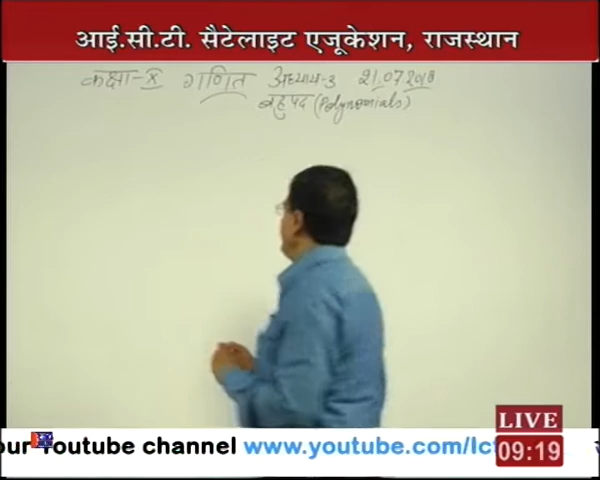 आई.सी.टी. सैटेलाइट एजूकेशन, राजस्थान
कक्षा-X गणित अध्याय-3 21.07.2018
बहुपद (Polynomials)
LIVE
09:19
our Youtube channel www.youtube.com/Ict